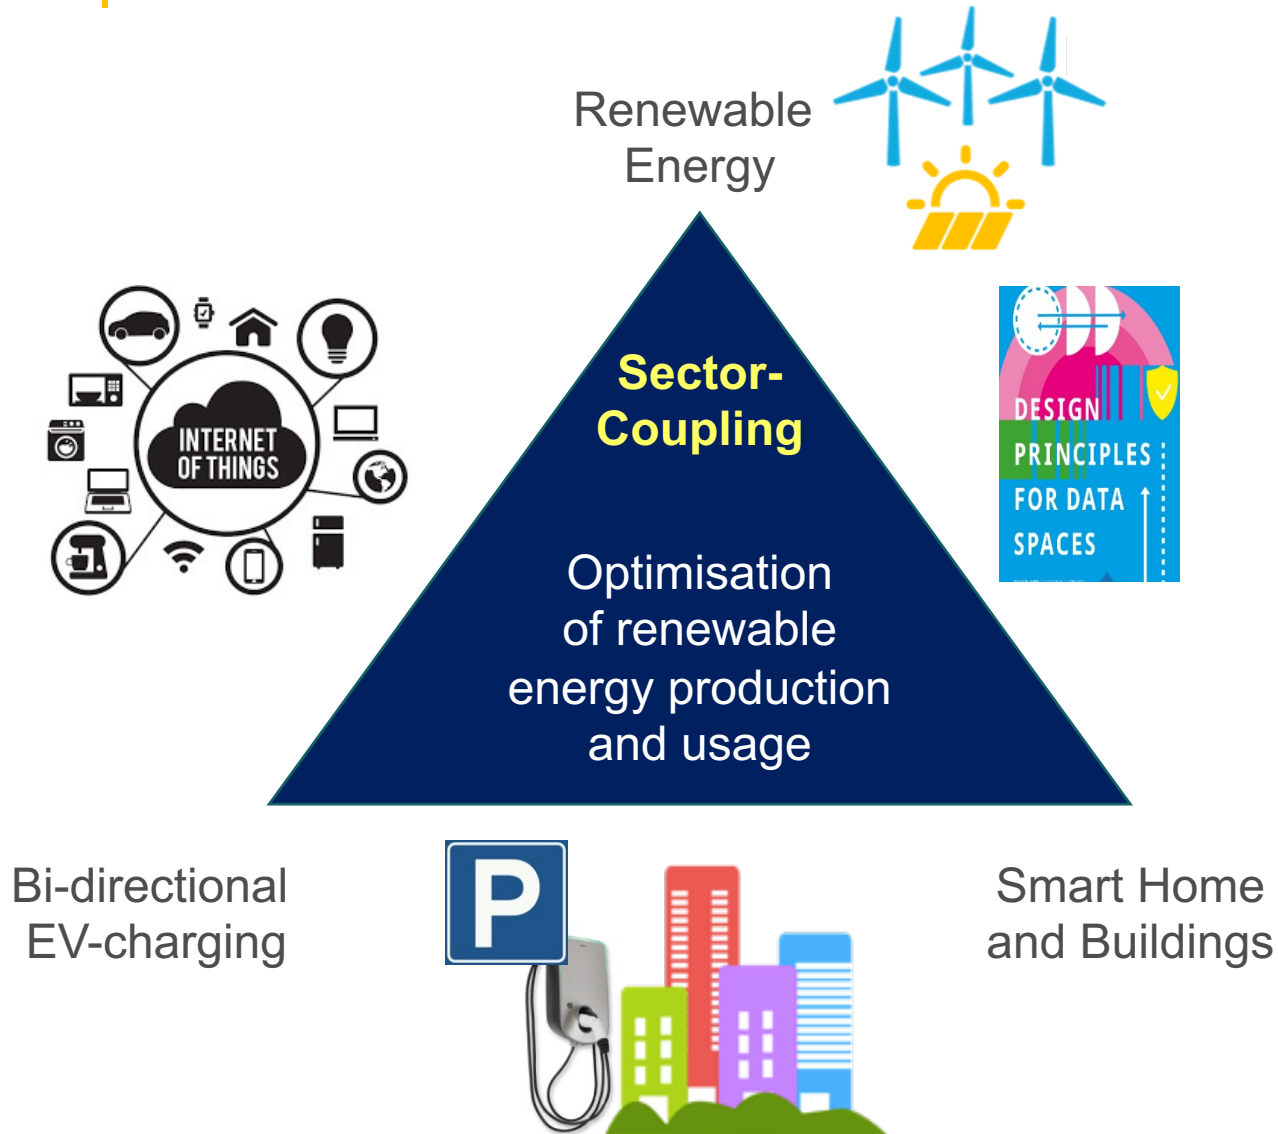 Renewable
Energy
INTERNET
OF THINGS
Sector-
Coupling
Optimisation
of renewable
energy production
and usage
DESIGN
PRINCIPLES
FOR DATA
SPACES
Bi-directional
EV-charging
P
Smart Home
and Buildings